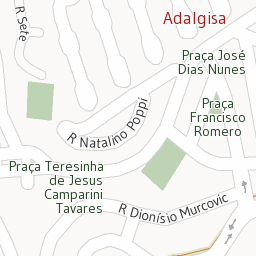 R Sete
Adalgisa
Praça José
Dias Nunes
R Natalino Poppi
Praça
Francisco
Romero
Praça Teresinha
de Jesus
Camparini
Tavares
R Dionísio Murcovic